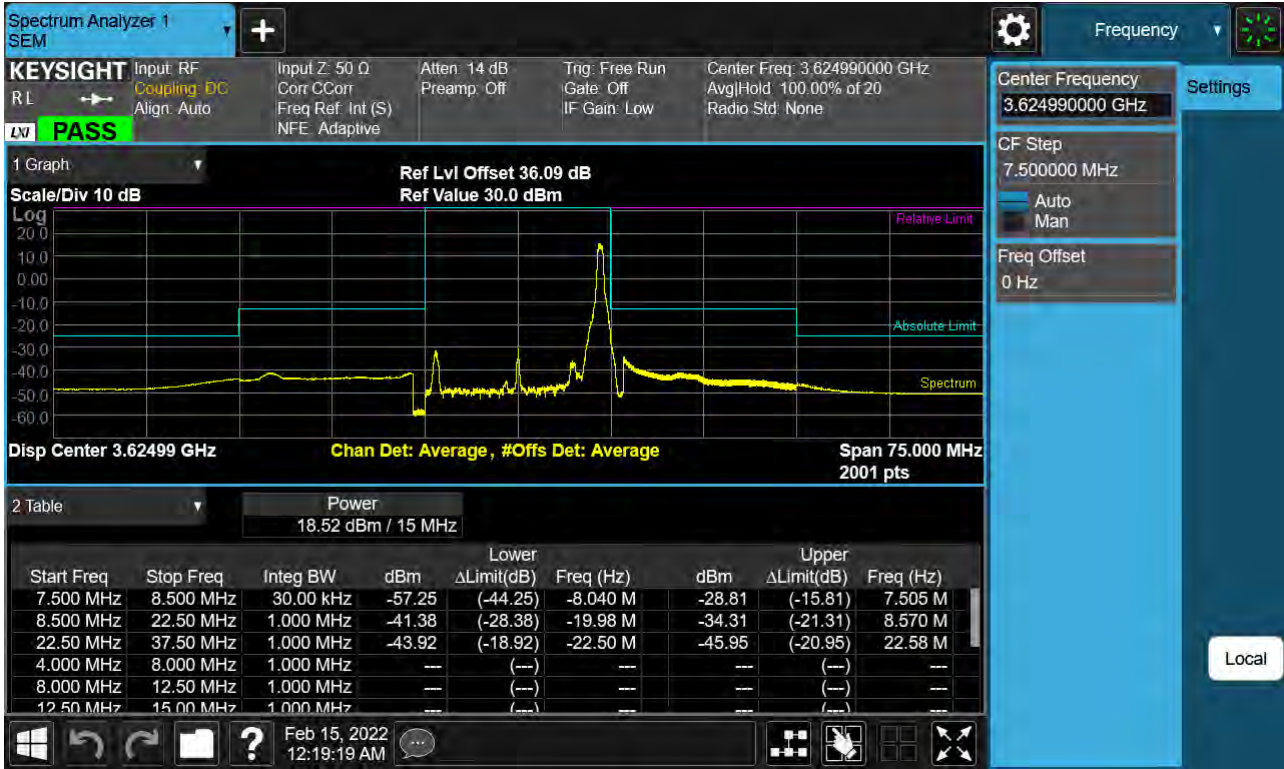 Spectrum Analyzer 1
SEM
Frequency
KEYSIGHT
R L
LXI
PASS
Input: RF
Coupling: DC
Align: Auto
Input Z: 50 Ω
Corr CCorr
Freq Ref: Int (S)
NFE: Adaptive
Atten: 14 dB
Preamp: Off
Trig: Free Run
Gate: Off
IF Gain: Low
Center Freq: 3.624990000 GHz
Avg|Hold: 100.00% of 20
Radio Std: None
Center Frequency
3.624990000 GHz
Settings
CF Step
7.500000 MHz
Auto
Man
Freq Offset
0 Hz
Local
1 Graph
Scale/Div 10 dB
Ref Lvl Offset 36.09 dB
Ref Value 30.0 dBm
Log
20.0
10.0
0.00
-10.0
-20.0
-30.0
-40.0
-50.0
-60.0
Relative Limit
Absolute Limit
Spectrum
Disp Center 3.62499 GHz
Chan Det: Average , #Offs Det: Average
Span 75.000 MHz
2001 pts
2 Table
Power
18.52 dBm / 15 MHz
Lower Upper
Start Freq Stop Freq Integ BW dBm ΔLimit(dB) Freq (Hz) dBm ΔLimit(dB) Freq (Hz)
7.500 MHz 8.500 MHz 30.00 kHz -57.25 (-44.25) -8.040 M -28.81 (-15.81) 7.505 M
8.500 MHz 22.50 MHz 1.000 MHz -41.38 (-28.38) -19.98 M -34.31 (-21.31) 8.570 M
22.50 MHz 37.50 MHz 1.000 MHz -43.92 (-18.92) -22.50 M -45.95 (-20.95) 22.58 M
4.000 MHz 8.000 MHz 1.000 MHz --- (---) --- --- (---) ---
8.000 MHz 12.50 MHz 1.000 MHz --- (---) --- --- (---) ---
12.50 MHz 15.00 MHz 1.000 MHz --- (---) --- --- (---) ---
Feb 15, 2022
12:19:19 AM